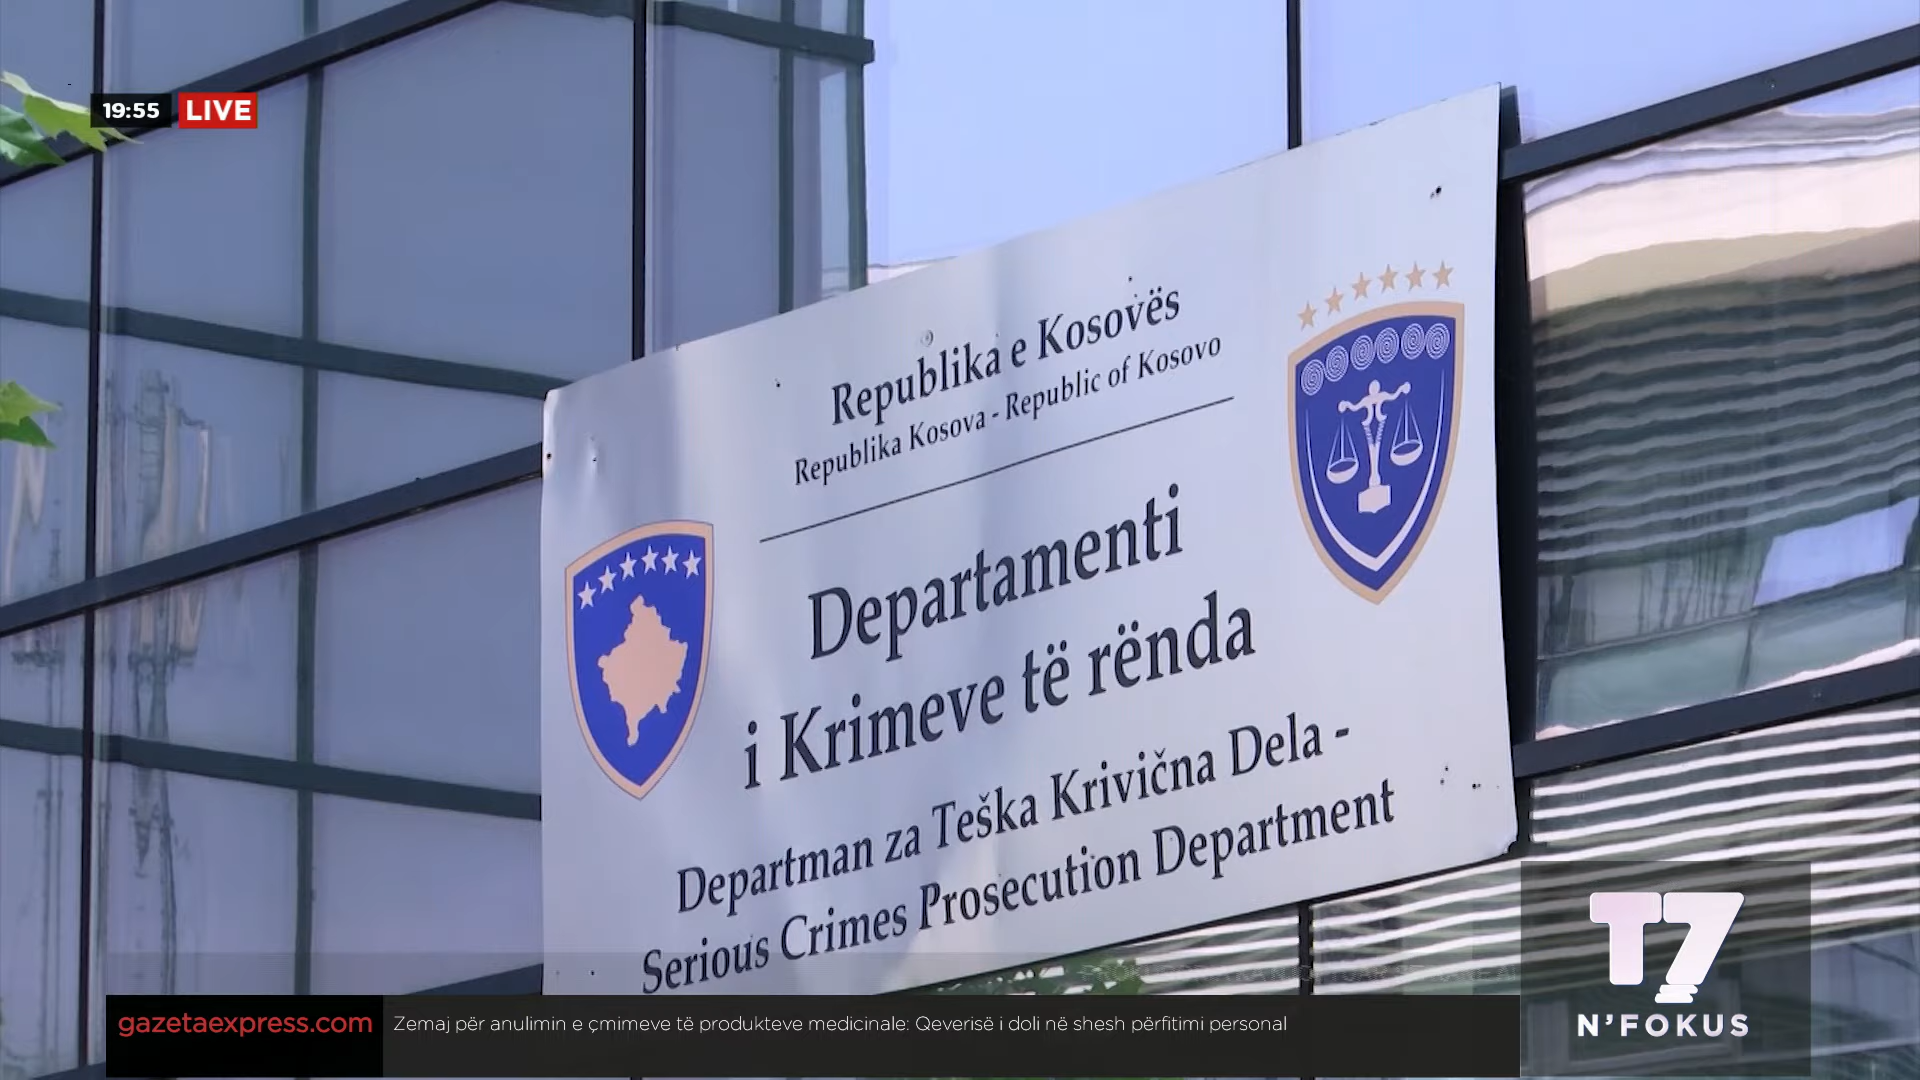 19:55 LIVE
Republika e Kosovës
Republika Kosova - Republic of Kosovo
Departamenti
i Krimeve të rënda
Departman za Teška Krivična Dela -
Serious Crimes Prosecution Department
T7
N'FOKUS
gazetaexpress.com Zemaj për anulimin e çmimeve të produkteve medicinale: Qeverisë i doli në shesh përfitimi personal